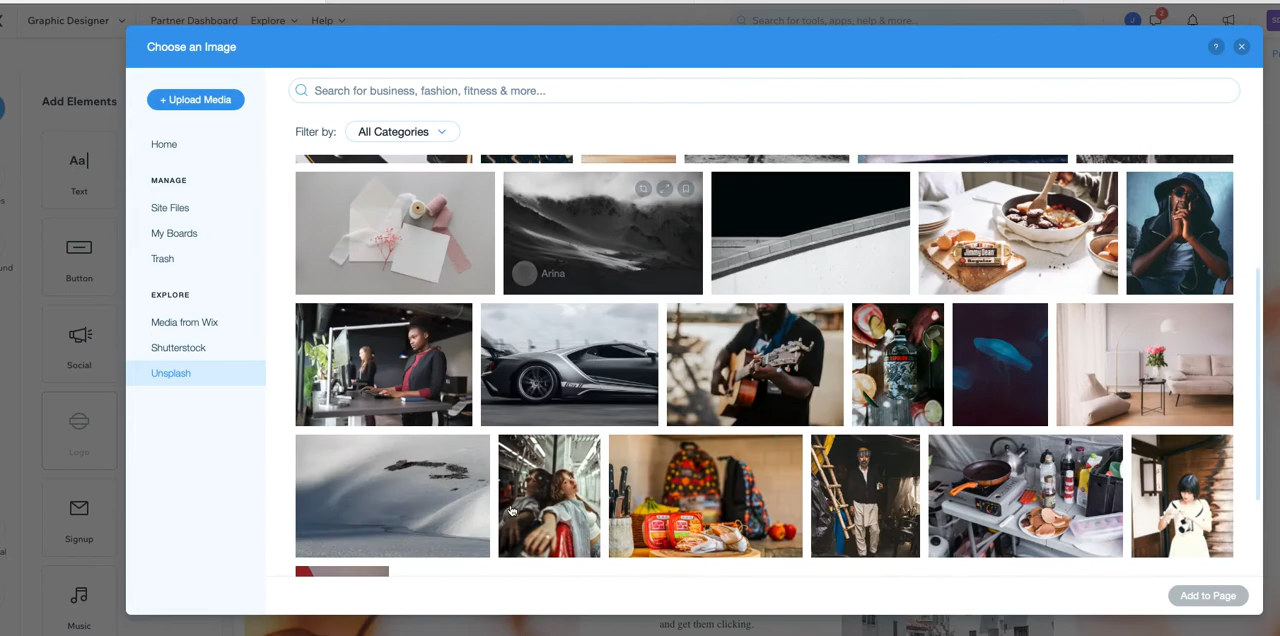 Graphic Designer
Partner Dashboard
Explore
Help
Search for tools, apps, help & more...
J
2
Choose an Image
?
+ Upload Media
Search for business, fashion, fitness & more...
Filter by:
All Categories
Home
MANAGE
Site Files
My Boards
Trash
EXPLORE
Media from Wix
Shutterstock
Unsplash
Add Elements
Aa
Text
Button
Social
Logo
Signup
Music
Arina
Jimmy Dean
Regular
Add to Page
and get them clicking.